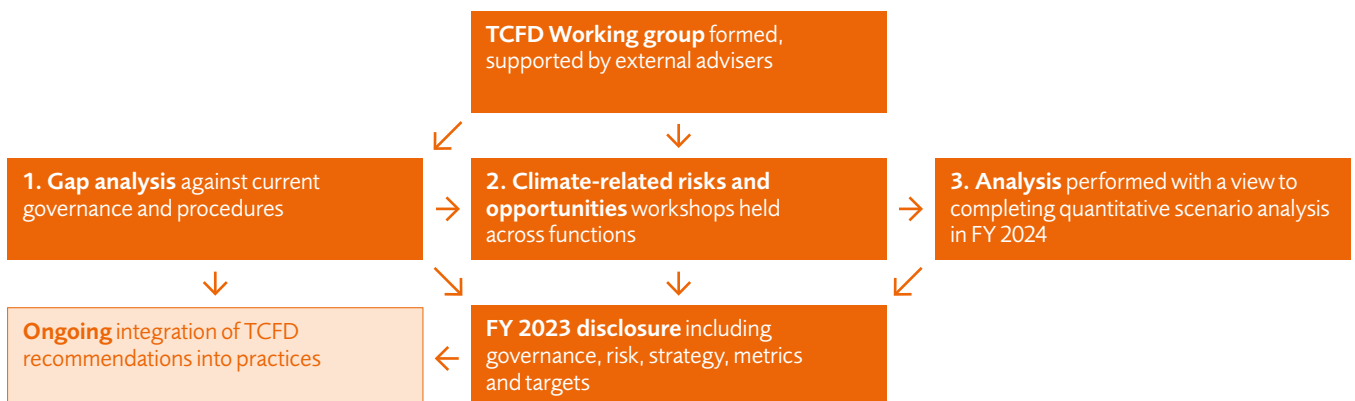 TCFD Working group formed,
supported by external advisers
1. Gap analysis against current
governance and procedures
2. Climate-related risks and
opportunities workshops held
across functions
3. Analysis performed with a view to
completing quantitative scenario analysis
in FY 2024
Ongoing integration of TCFD
recommendations into practices
FY 2023 disclosure including
governance, risk, strategy, metrics
and targets